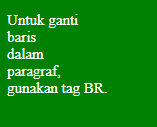 Untuk ganti
baris
dalam
paragraf,
gunakan tag BR.